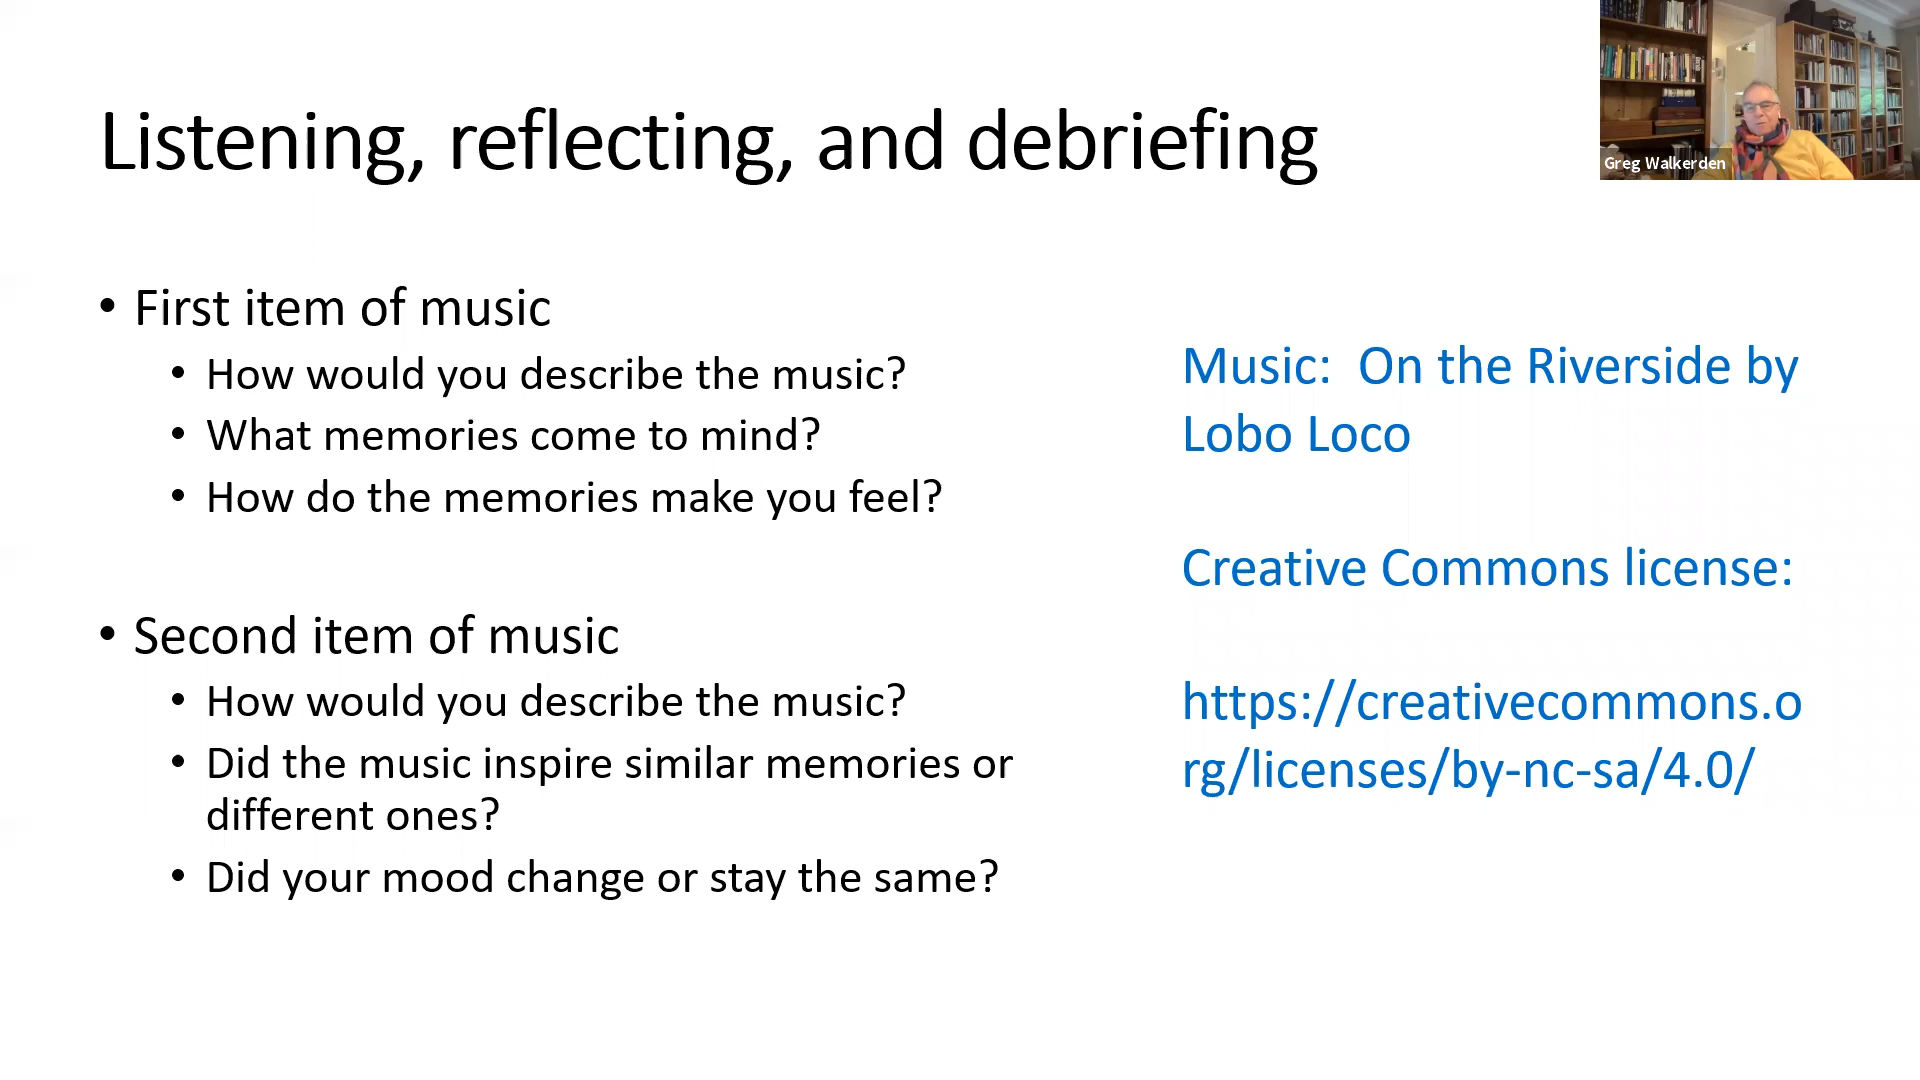 Listening, reflecting, and debriefing
Greg Walkerden
• First item of music
• How would you describe the music?
• What memories come to mind?
• How do the memories make you feel?
• Second item of music
• How would you describe the music?
• Did the music inspire similar memories or
different ones?
• Did your mood change or stay the same?
Music:  On the Riverside by
Lobo Loco
Creative Commons license:
https://creativecommons.o
rg/licenses/by-nc-sa/4.0/